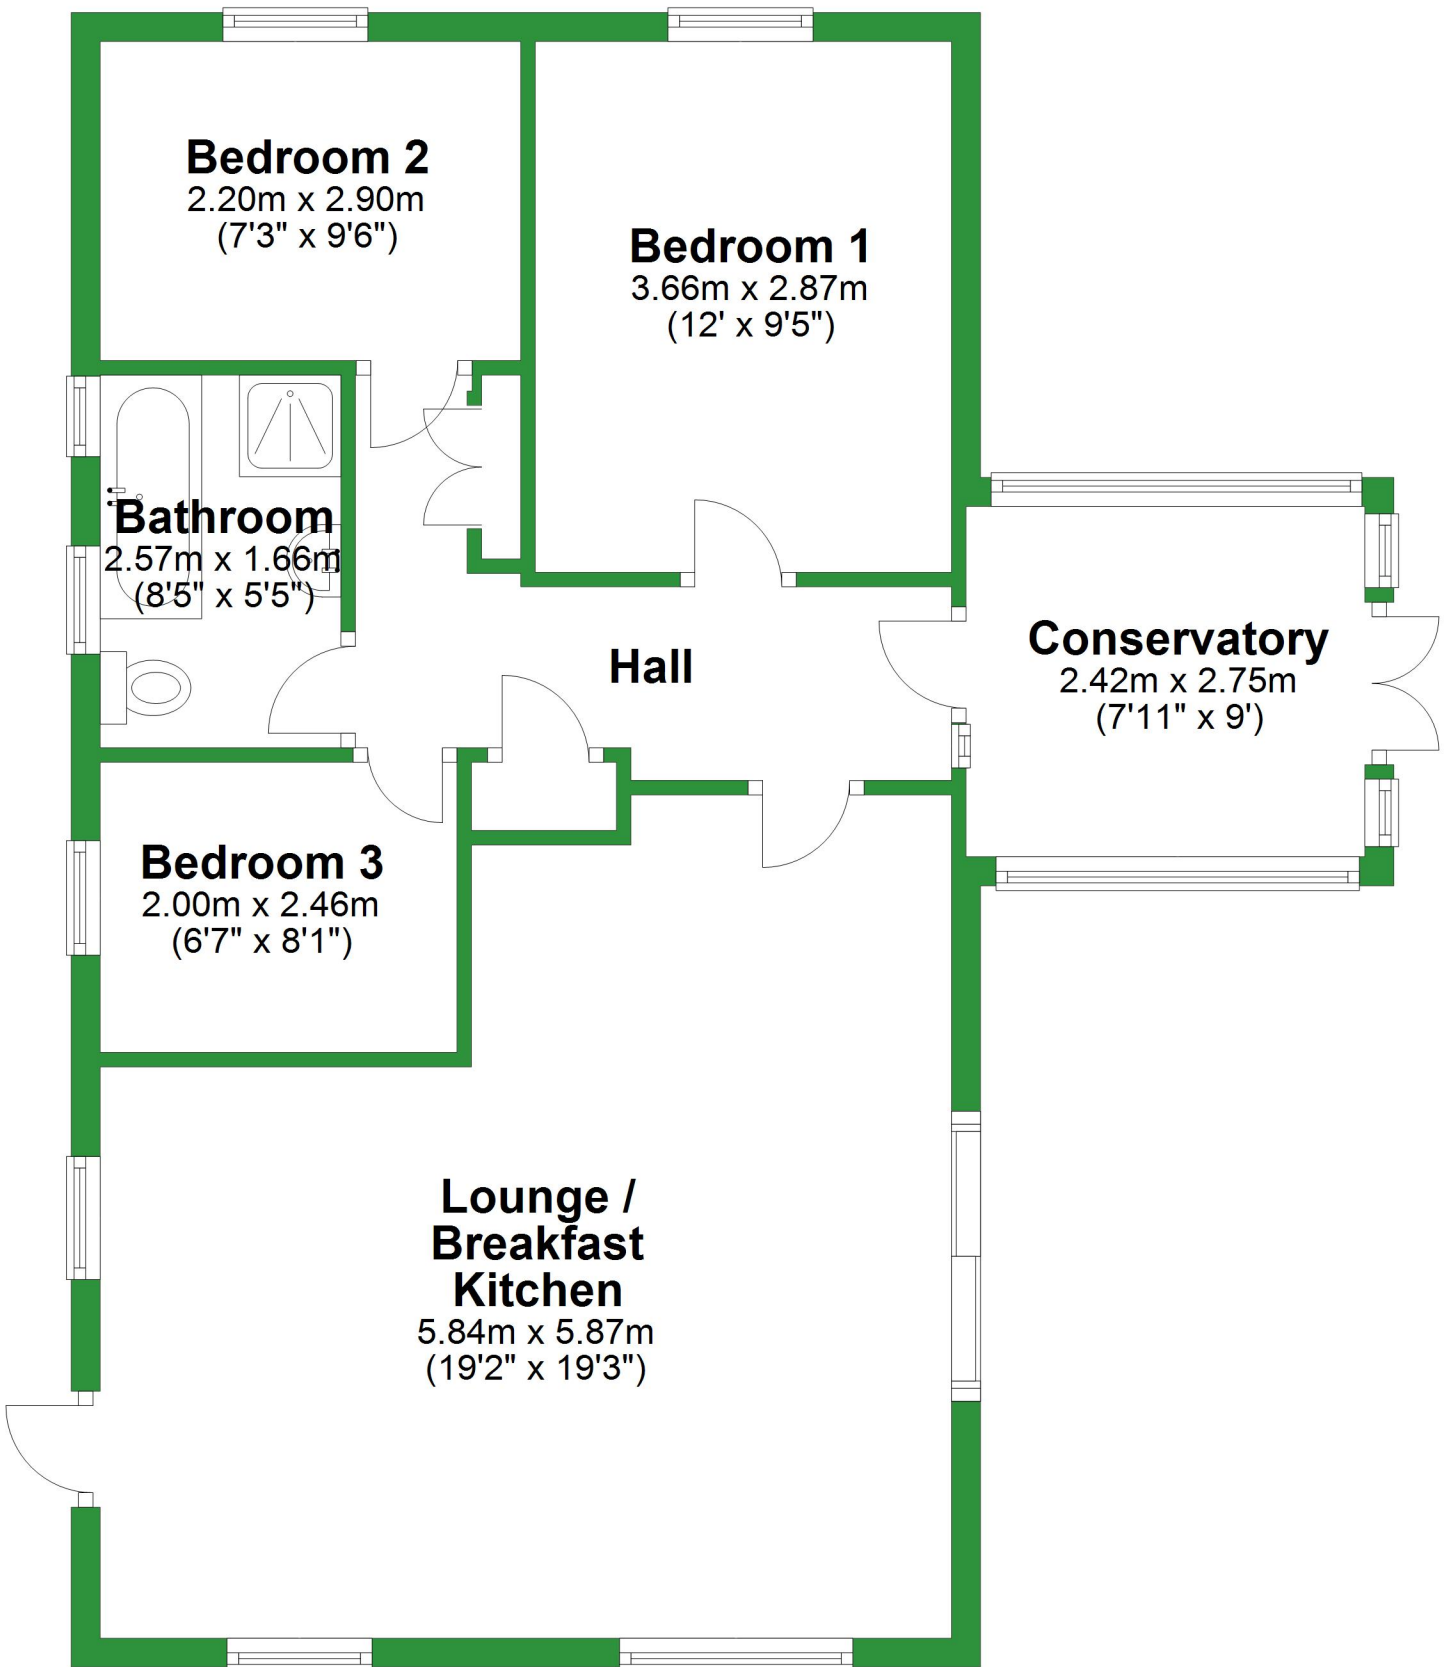 Bedroom 2
2.20m x 2.90m
(7'3" x 9'6")
Bedroom 1
3.66m x 2.87m
(12' x 9'5")
Bathroom
2.57m x 1.66m
(8'5" x 5'5")
Hall
Conservatory
2.42m x 2.75m
(7'11" x 9')
Bedroom 3
2.00m x 2.46m
(6'7" x 8'1")
Lounge /
Breakfast
Kitchen
5.84m x 5.87m
(19'2" x 19'3")